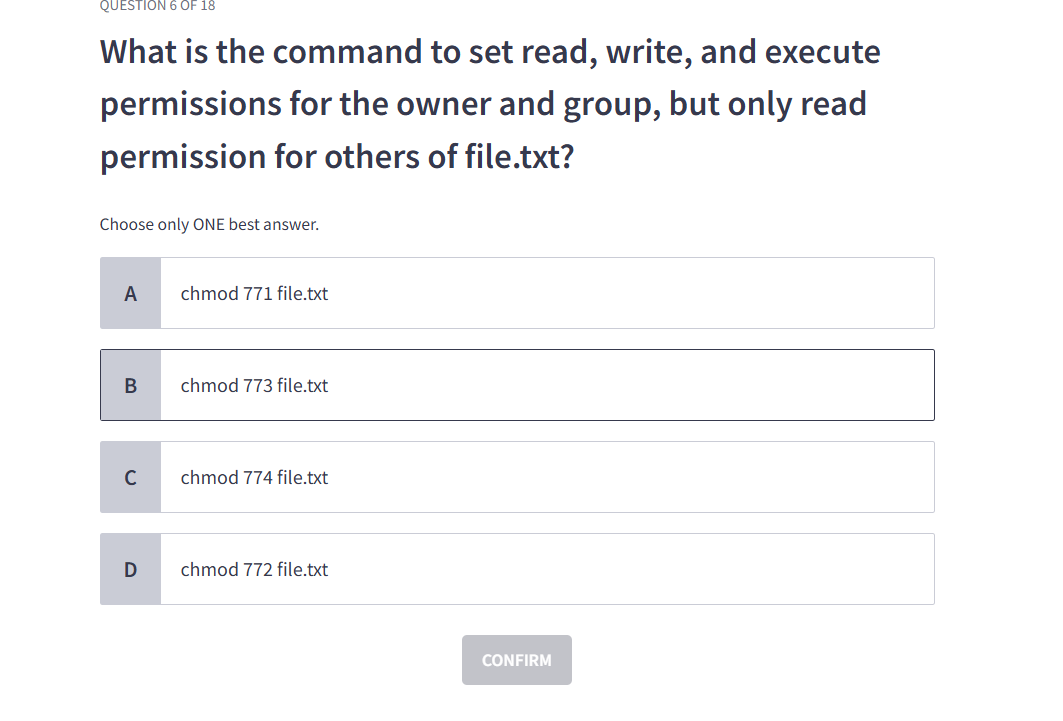 QUESTION 6 OF 18
What is the command to set read, write, and execute
permissions for the owner and group, but only read
permission for others of file.txt?
Choose only ONE best answer.
A chmod 771 file.txt
B chmod 773 file.txt
C chmod 774 file.txt
D chmod 772 file.txt
CONFIRM